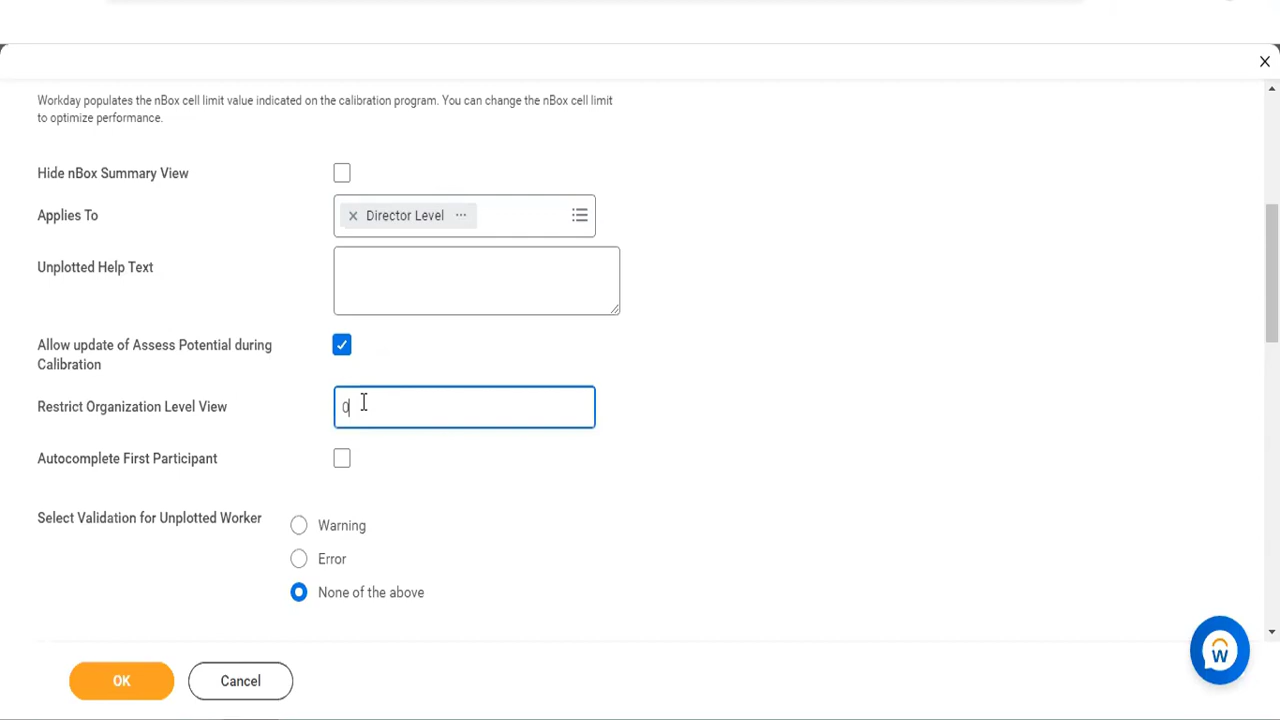 X
Workday populates the nBox cell limit value indicated on the calibration program. You can change the nBox cell limit
to optimize performance.
Hide nBox Summary View
Applies To
× Director Level ...
Unplotted Help Text
Allow update of Assess Potential during
Calibration
Restrict Organization Level View
0
Autocomplete First Participant
Select Validation for Unplotted Worker
Warning
Error
None of the above
OK
Cancel
W